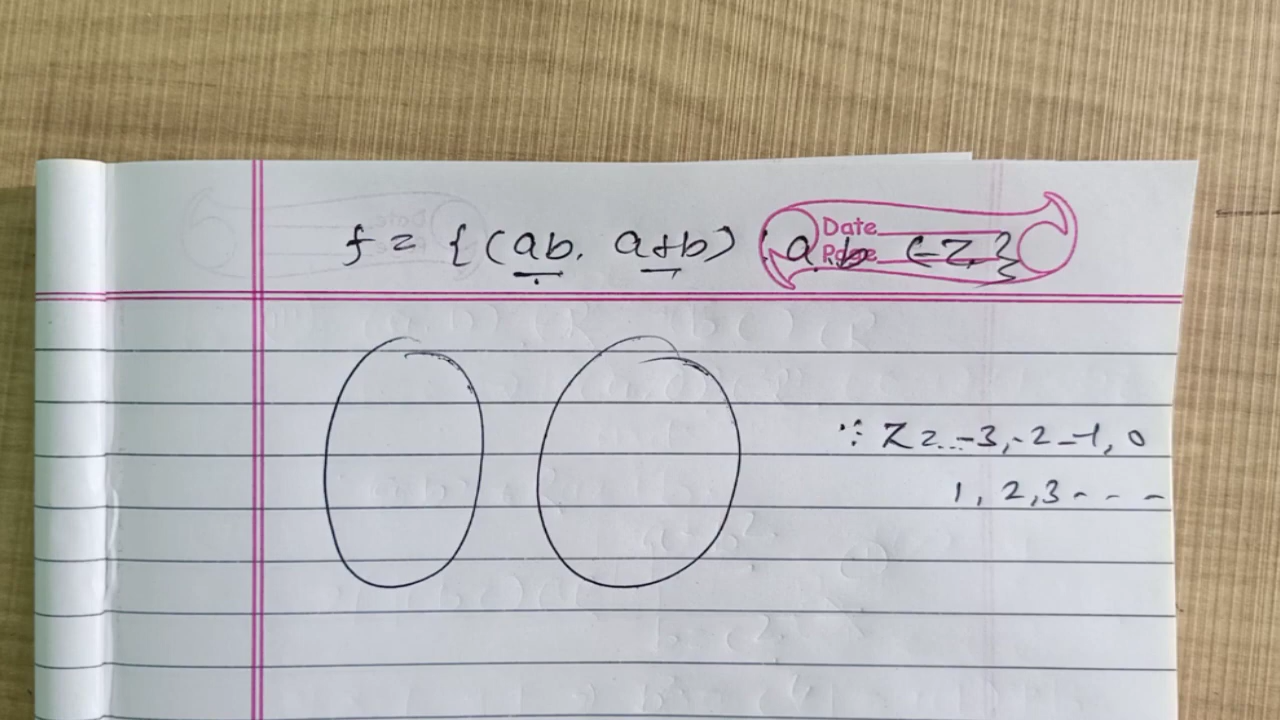 f = {(ab, a+b) : a, b ∈ Z}
Date
Page
∵ Z = ... -3, -2 -1, 0
1, 2, 3 - - -